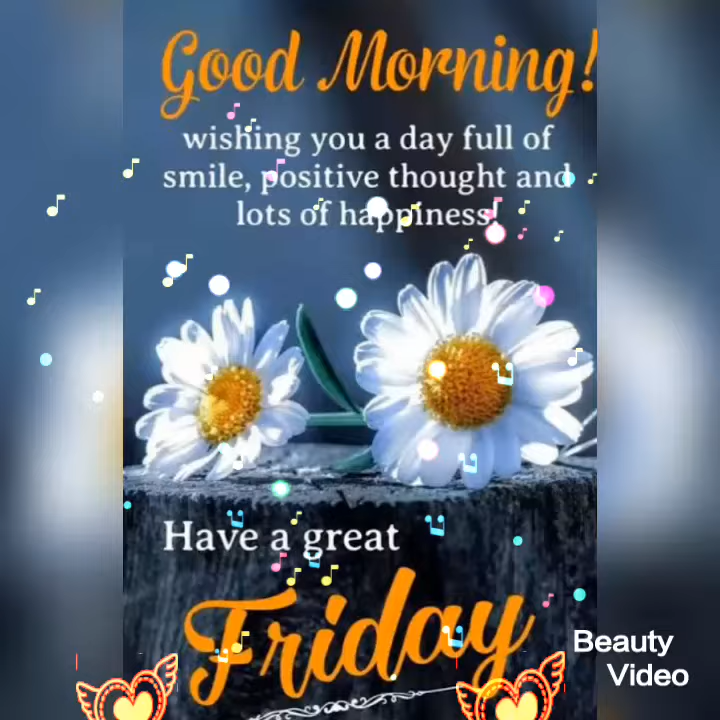 Good Morning!
wishing you a day full of
smile, positive thought and
lots of happiness!
Have a great
Friday
Beauty
Video